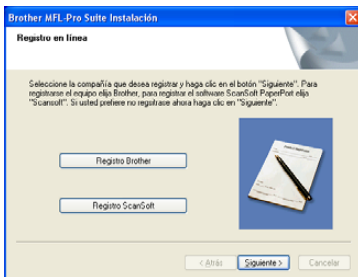 Brother MFL-Pro Suite Instalación
Registro en línea
Seleccione la compañía que desea registrar y haga clic en el botón "Siguiente". Para
registrarse el equipo elija Brother, para registrar el software ScanSoft PaperPort elija
"Scansoft". Si usted prefiere no registrase ahora haga clic en "Siguiente".
Registro Brother
Registro ScanSoft
< Atrás Siguiente > Cancelar